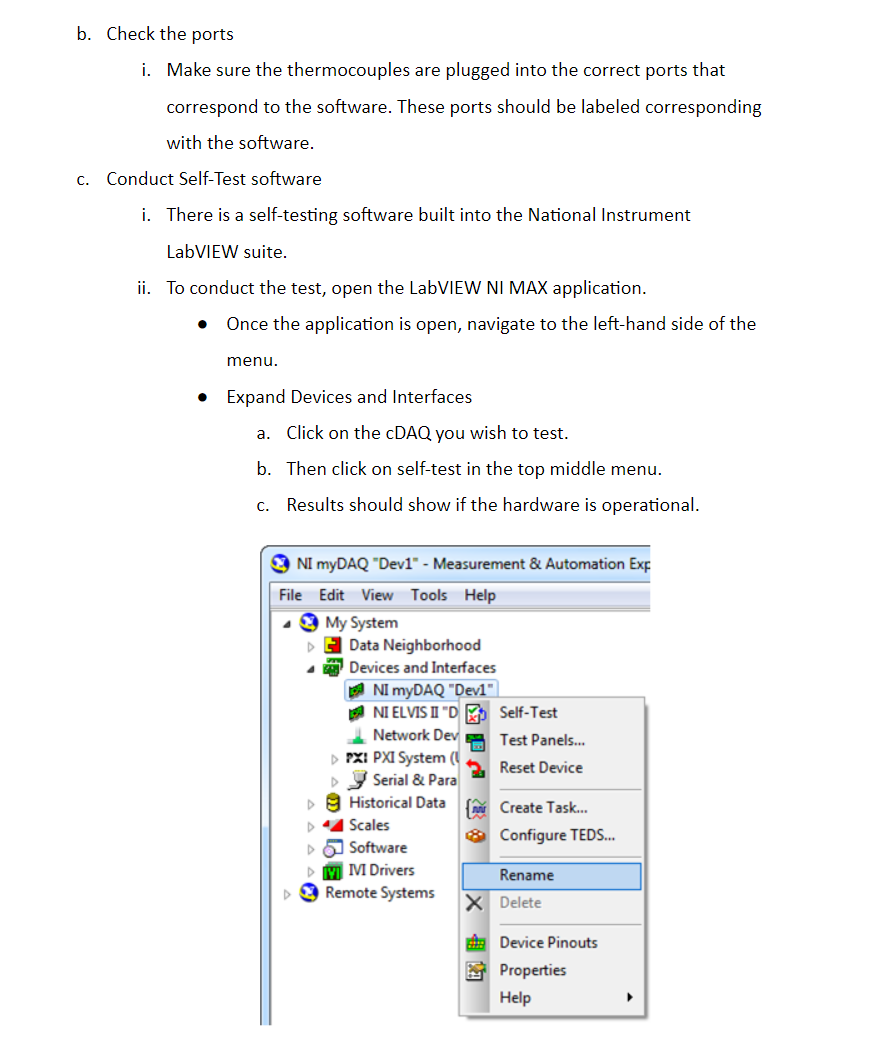 b. Check the ports
i. Make sure the thermocouples are plugged into the correct ports that
correspond to the software. These ports should be labeled corresponding
with the software.
c. Conduct Self-Test software
i. There is a self-testing software built into the National Instrument
LabVIEW suite.
ii. To conduct the test, open the LabVIEW NI MAX application.
● Once the application is open, navigate to the left-hand side of the
menu.
● Expand Devices and Interfaces
a. Click on the cDAQ you wish to test.
b. Then click on self-test in the top middle menu.
c. Results should show if the hardware is operational.
NI myDAQ "Dev1" - Measurement & Automation Exp
File Edit View Tools Help
My System
Data Neighborhood
Devices and Interfaces
NI myDAQ "Dev1"
NI ELVIS II "D
Network Dev
PXI PXI System (
Serial & Para
Historical Data
Scales
Software
IVI Drivers
Remote Systems
Self-Test
Test Panels...
Reset Device
Create Task...
Configure TEDS...
Rename
Delete
Device Pinouts
Properties
Help